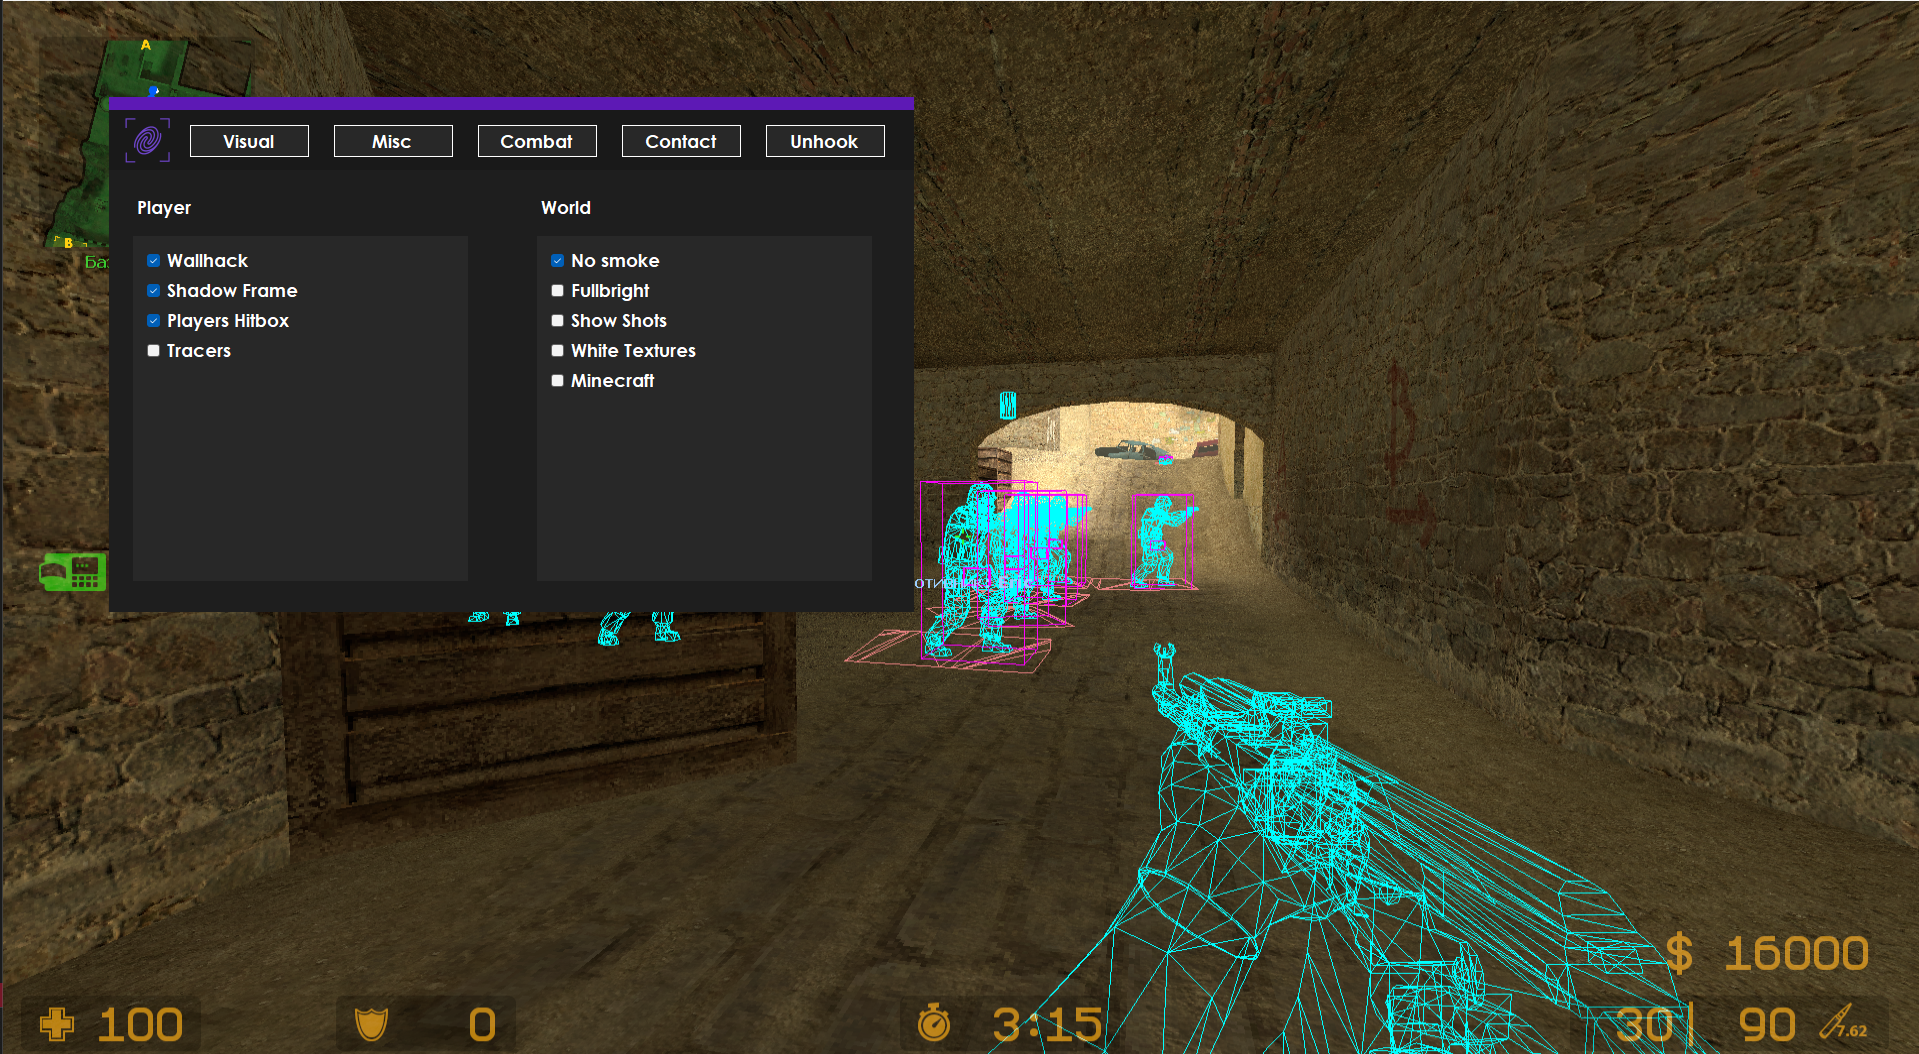 A
Visual Misc Combat Contact Unhook
Player
World
Wallhack
Shadow Frame
Players Hitbox
Tracers
No smoke
Fullbright
Show Shots
White Textures
Minecraft
B
Ба
$ 16000
100
0
3:15
30| 90
7.62